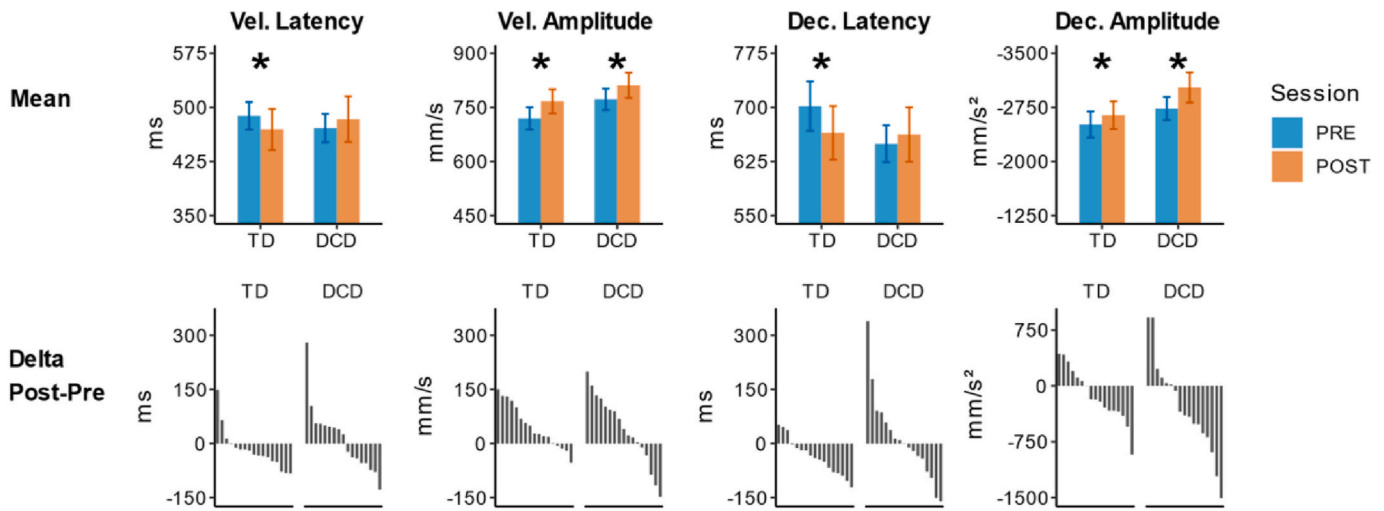 Vel. Latency Vel. Amplitude Dec. Latency Dec. Amplitude
Mean
ms
575
500
425
350
TD DCD
*
mm/s
900
750
600
450
TD DCD
* *
ms
775
700
625
550
TD DCD
*
mm/s²
-3500
-2750
-2000
-1250
TD DCD
* *
Session
PRE
POST
Delta
Post-Pre
TD DCD
ms
300
150
0
-150
TD DCD
mm/s
300
150
0
-150
TD DCD
ms
300
150
0
-150
TD DCD
mm/s²
750
0
-750
-1500